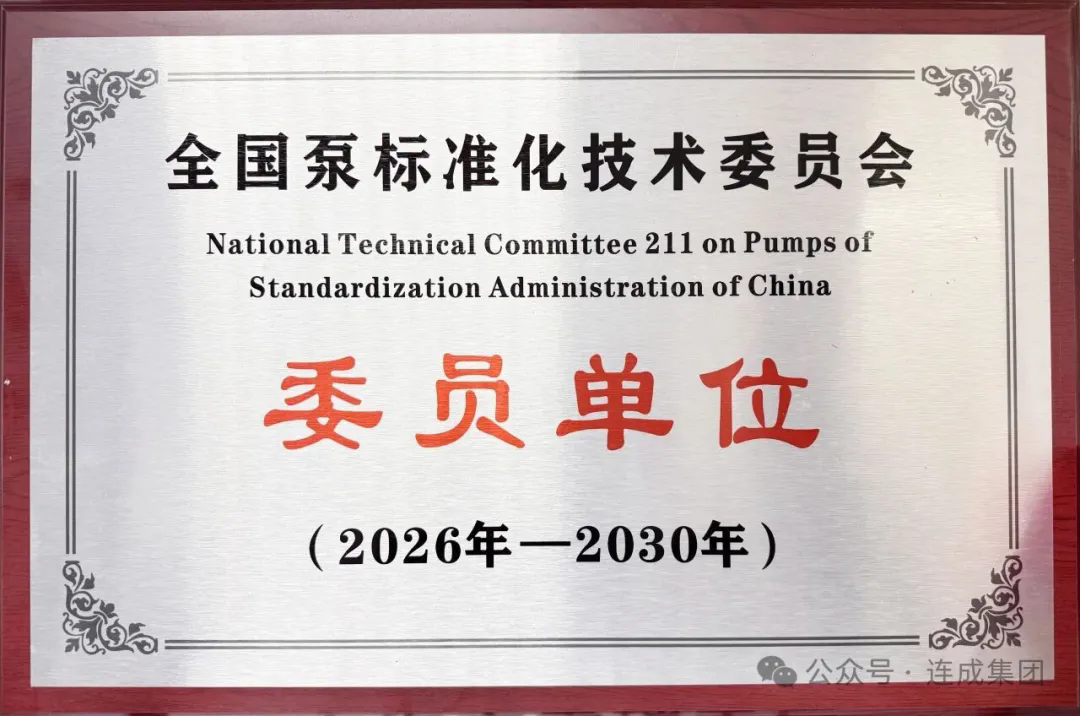 全国泵标准化技术委员会
National Technical Committee 211 on Pumps of
Standardization Administration of China
委员单位
(2026年—2030年)
公众号·连成集团